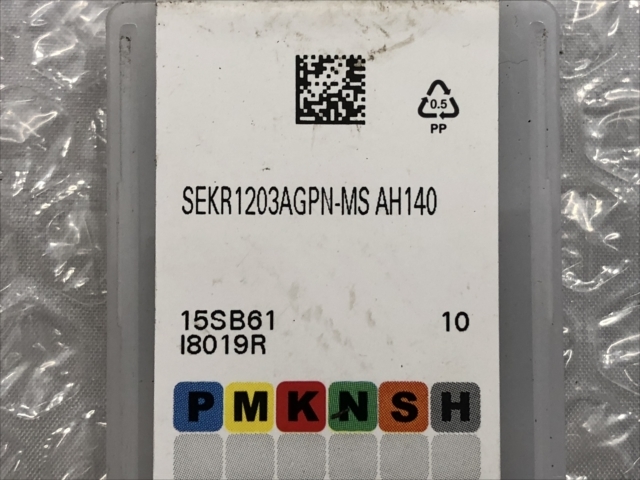 0.5
PP
SEKR1203AGPN-MS AH140
15SB61 10
I8019R
P M K N S H